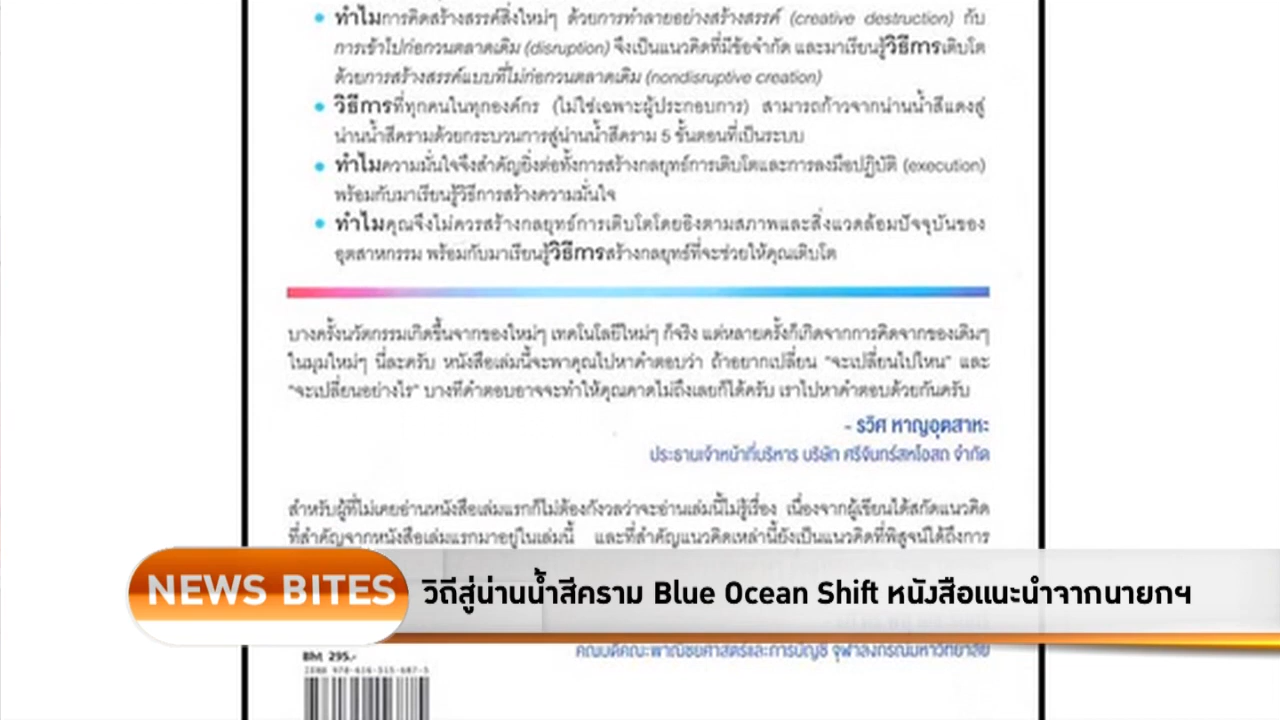 ทำไมการคิดสร้างสรรค์สิ่งใหม่ๆ ด้วยการทำลายอย่างสร้างสรรค์ (creative destruction) กับ
การเข้าไปก่อกวนตลาดเดิม (disruption) จึงเป็นแนวคิดที่มีข้อจำกัด และมาเรียนรู้วิธีการเติบโต
ด้วยการสร้างสรรค์แบบที่ไม่ก่อกวนตลาดเดิม (nondisruptive creation)
วิธีการที่ทุกคนในทุกองค์กร (ไม่ใช่เฉพาะผู้ประกอบการ) สามารถก้าวจากน่านน้ำสีแดงสู่
น่านน้ำสีครามด้วยกระบวนการสู่น่านน้ำสีคราม 5 ขั้นตอนที่เป็นระบบ
ทำไมความมั่นใจจึงสำคัญยิ่งต่อทั้งการสร้างกลยุทธ์การเติบโตและการลงมือปฏิบัติ (execution)
พร้อมกับมาเรียนรู้วิธีการสร้างความมั่นใจ
ทำไมคุณจึงไม่ควรสร้างกลยุทธ์การเติบโตโดยอิงตามสภาพและสิ่งแวดล้อมปัจจุบันของ
อุตสาหกรรม พร้อมกับมาเรียนรู้วิธีการสร้างกลยุทธ์ที่จะช่วยให้คุณเติบโต
บางครั้งนวัตกรรมเกิดขึ้นจากของใหม่ๆ เทคโนโลยีใหม่ๆ ก็จริง แต่หลายครั้งก็เกิดจากการคิดจากของเดิมๆ
ในมุมใหม่ๆ นี่ละครับ หนังสือเล่มนี้จะพาคุณไปหาคำตอบว่า ถ้าอยากเปลี่ยน "จะเปลี่ยนไปไหน" และ
"จะเปลี่ยนอย่างไร" บางทีคำตอบอาจจะทำให้คุณคาดไม่ถึงเลยก็ได้ครับ เราไปหาคำตอบด้วยกันครับ
- รวิศ หาญอุตสาหะ
ประธานเจ้าหน้าที่บริหาร บริษัท ศรีจันทร์สหโอสถ จำกัด
สำหรับผู้ที่ไม่เคยอ่านหนังสือเล่มแรกก็ไม่ต้องกังวลว่าจะอ่านเล่มนี้ไม่รู้เรื่อง เนื่องจากผู้เขียนได้สกัดแนวคิด
ที่สำคัญจากหนังสือเล่มแรกมาอยู่ในเล่มนี้ และที่สำคัญแนวคิดเหล่านี้ยังเป็นแนวคิดที่พิสูจน์ได้ถึงการ
NEWS BITES วิถีสู่น่านน้ำสีคราม Blue Ocean Shift หนังสือแนะนำจากนายกฯ
คณบดีคณะพาณิชยศาสตร์และการบัญชี จุฬาลงกรณ์มหาวิทยาลัย
Bht 295.-
ISBN 978-616-515-687-5